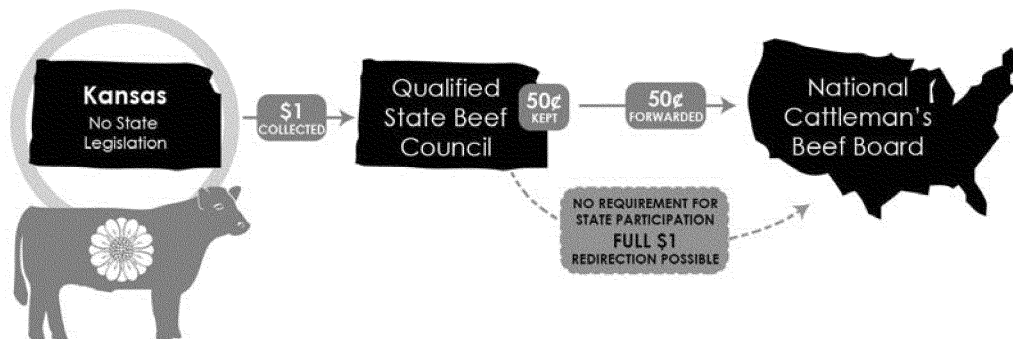 Kansas
No State
Legislation
$1
COLLECTED
Qualified
State Beef
Council
50¢
KEPT
50¢
FORWARDED
National
Cattleman's
Beef Board
NO REQUIREMENT FOR
STATE PARTICIPATION
FULL $1
REDIRECTION POSSIBLE